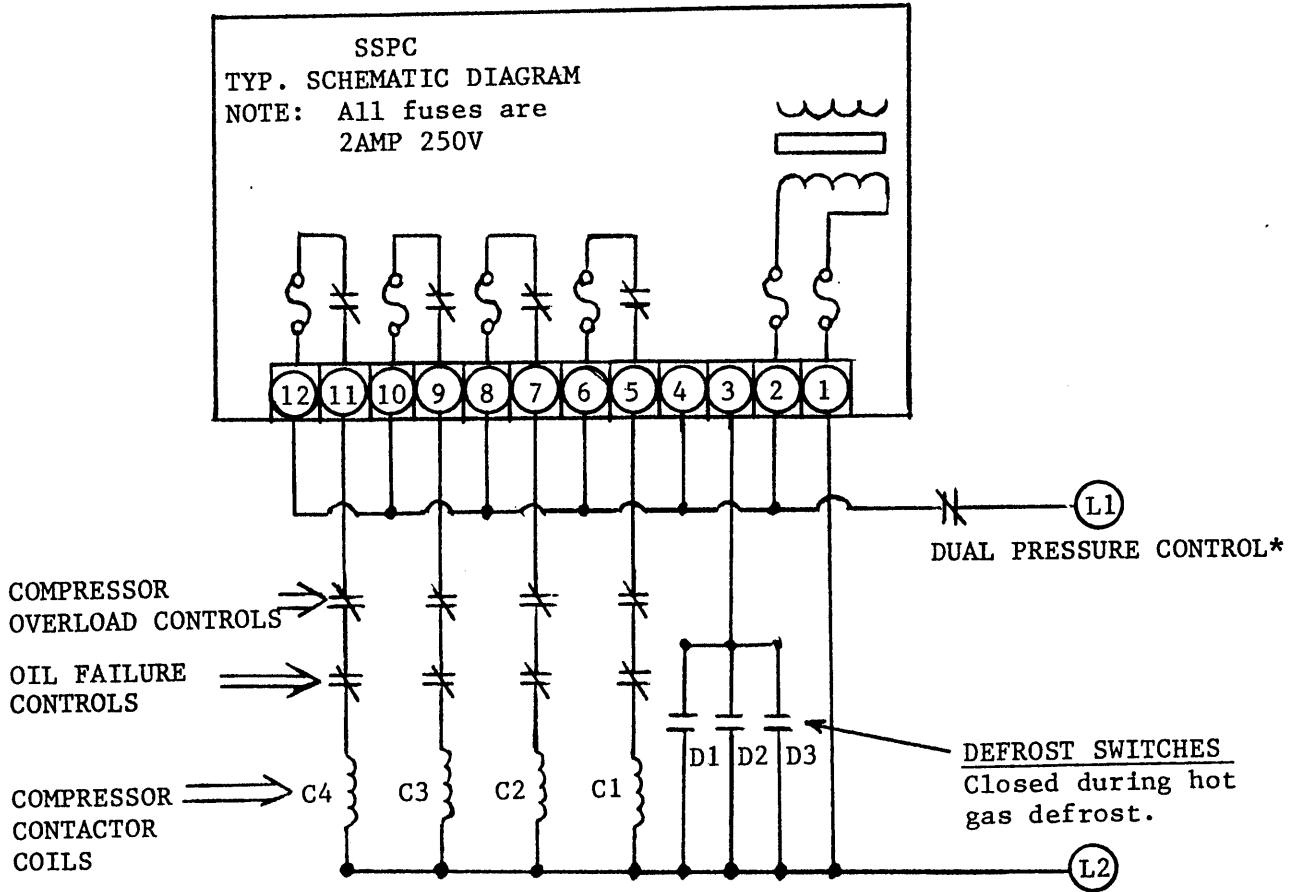 SSPC
TYP. SCHEMATIC DIAGRAM
NOTE: All fuses are
2AMP 250V
12 11 10 9 8 7 6 5 4 3 2 1
L1
DUAL PRESSURE CONTROL*
COMPRESSOR
OVERLOAD CONTROLS
OIL FAILURE
CONTROLS
D1 D2 D3
DEFROST SWITCHES
Closed during hot
gas defrost.
COMPRESSOR
CONTACTOR
COILS
C4 C3 C2 C1
L2